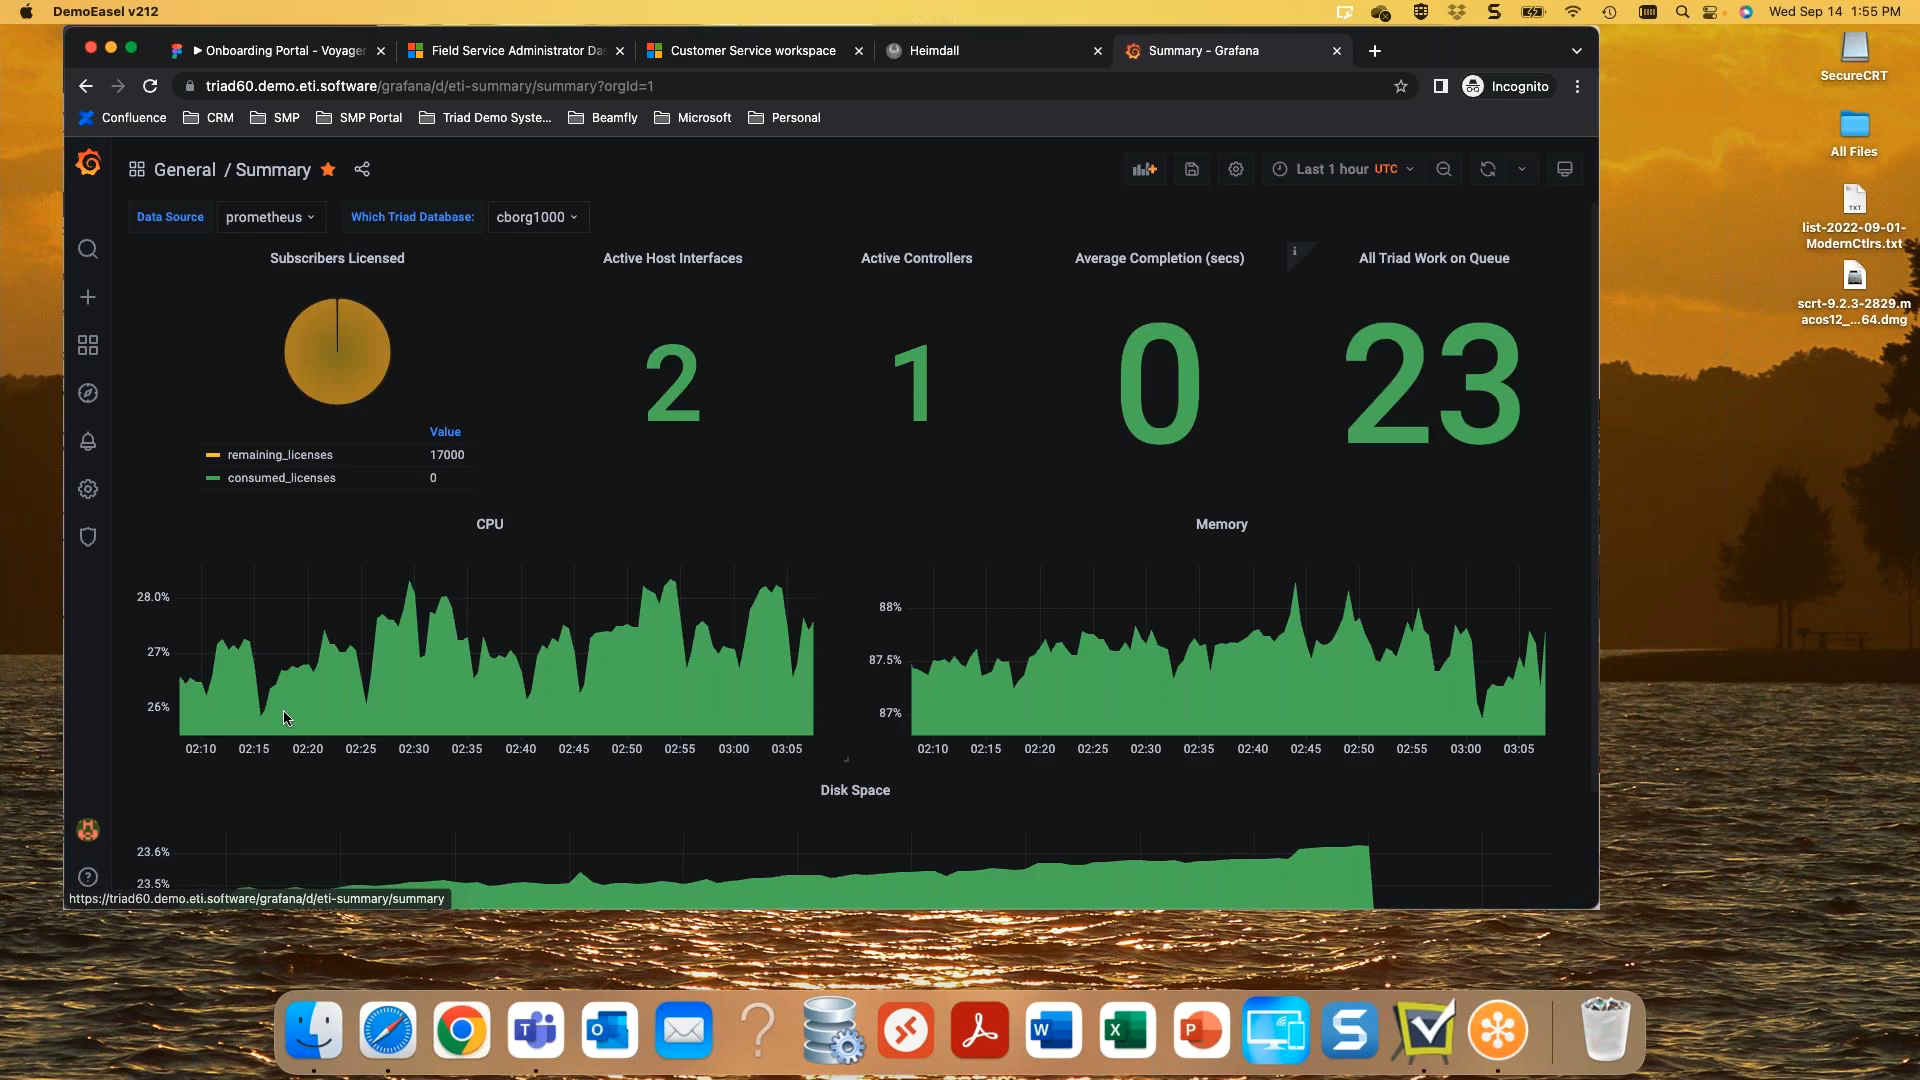 DemoEasel v212
Wed Sep 14 1:55 PM
Onboarding Portal - Voyager
Field Service Administrator Das
Customer Service workspace
Heimdall
Summary - Grafana
triad60.demo.eti.software/grafana/d/eti-summary/summary?orgId=1
Incognito
Confluence
CRM
SMP
SMP Portal
Triad Demo Syste...
Beamfly
Microsoft
Personal
General / Summary
Last 1 hour UTC
Data Source
prometheus
Which Triad Database:
cborg1000
Subscribers Licensed
Value
remaining_licenses 17000
consumed_licenses 0
Active Host Interfaces
2
Active Controllers
1
Average Completion (secs)
0
i
All Triad Work on Queue
23
CPU
28.0%
27%
26%
02:10 02:15 02:20 02:25 02:30 02:35 02:40 02:45 02:50 02:55 03:00 03:05
Memory
88%
87.5%
87%
02:10 02:15 02:20 02:25 02:30 02:35 02:40 02:45 02:50 02:55 03:00 03:05
Disk Space
23.6%
23.5%
https://triad60.demo.eti.software/grafana/d/eti-summary/summary
SecureCRT
All Files
TXT
list-2022-09-01-
ModernCtlrs.txt
scrt-9.2.3-2829.m
acos12_...64.dmg
T
O
W
X
P
S